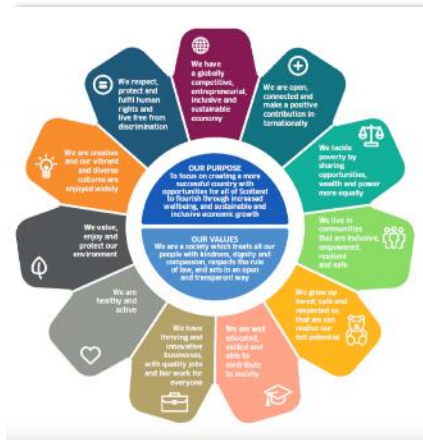 We have
a globally
competitive,
entrepreneurial,
inclusive and
sustainable
economy
We are open,
connected and
make a positive
contribution in-
ternationally
We tackle
poverty by
sharing
opportunities,
wealth and power
more equally
We live in
communities
that are inclusive,
empowered,
resilient
and safe
We grow up
loved, safe and
respected so
that we can
realise our
full potential
We are well
educated,
skilled and
able to
contribute
to society
We have
thriving and
innovative
businesses,
with quality jobs
and fair work for
everyone
We are
healthy and
active
We value,
enjoy and
protect our
environment
We are creative
and our vibrant
and diverse
cultures are
enjoyed widely
We respect,
protect and
fulfil human
rights and
live free from
discrimination
OUR PURPOSE
To focus on creating a more
successful country with
opportunities for all of Scotland
to flourish through increased
wellbeing, and sustainable and
inclusive economic growth
OUR VALUES
We are a society which treats all our
people with kindness, dignity and
compassion, respects the rule
of law, and acts in an open
and transparent way